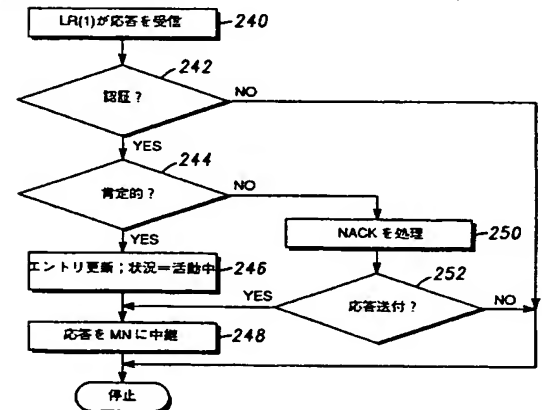 LR(1)が応答を受信
240
242
認証?
NO
YES
244
肯定的?
NO
YES
NACKを処理
250
エントリ更新;状況=活動中
246
252
応答送付?
YES
NO
応答をMNに中継
248
停止